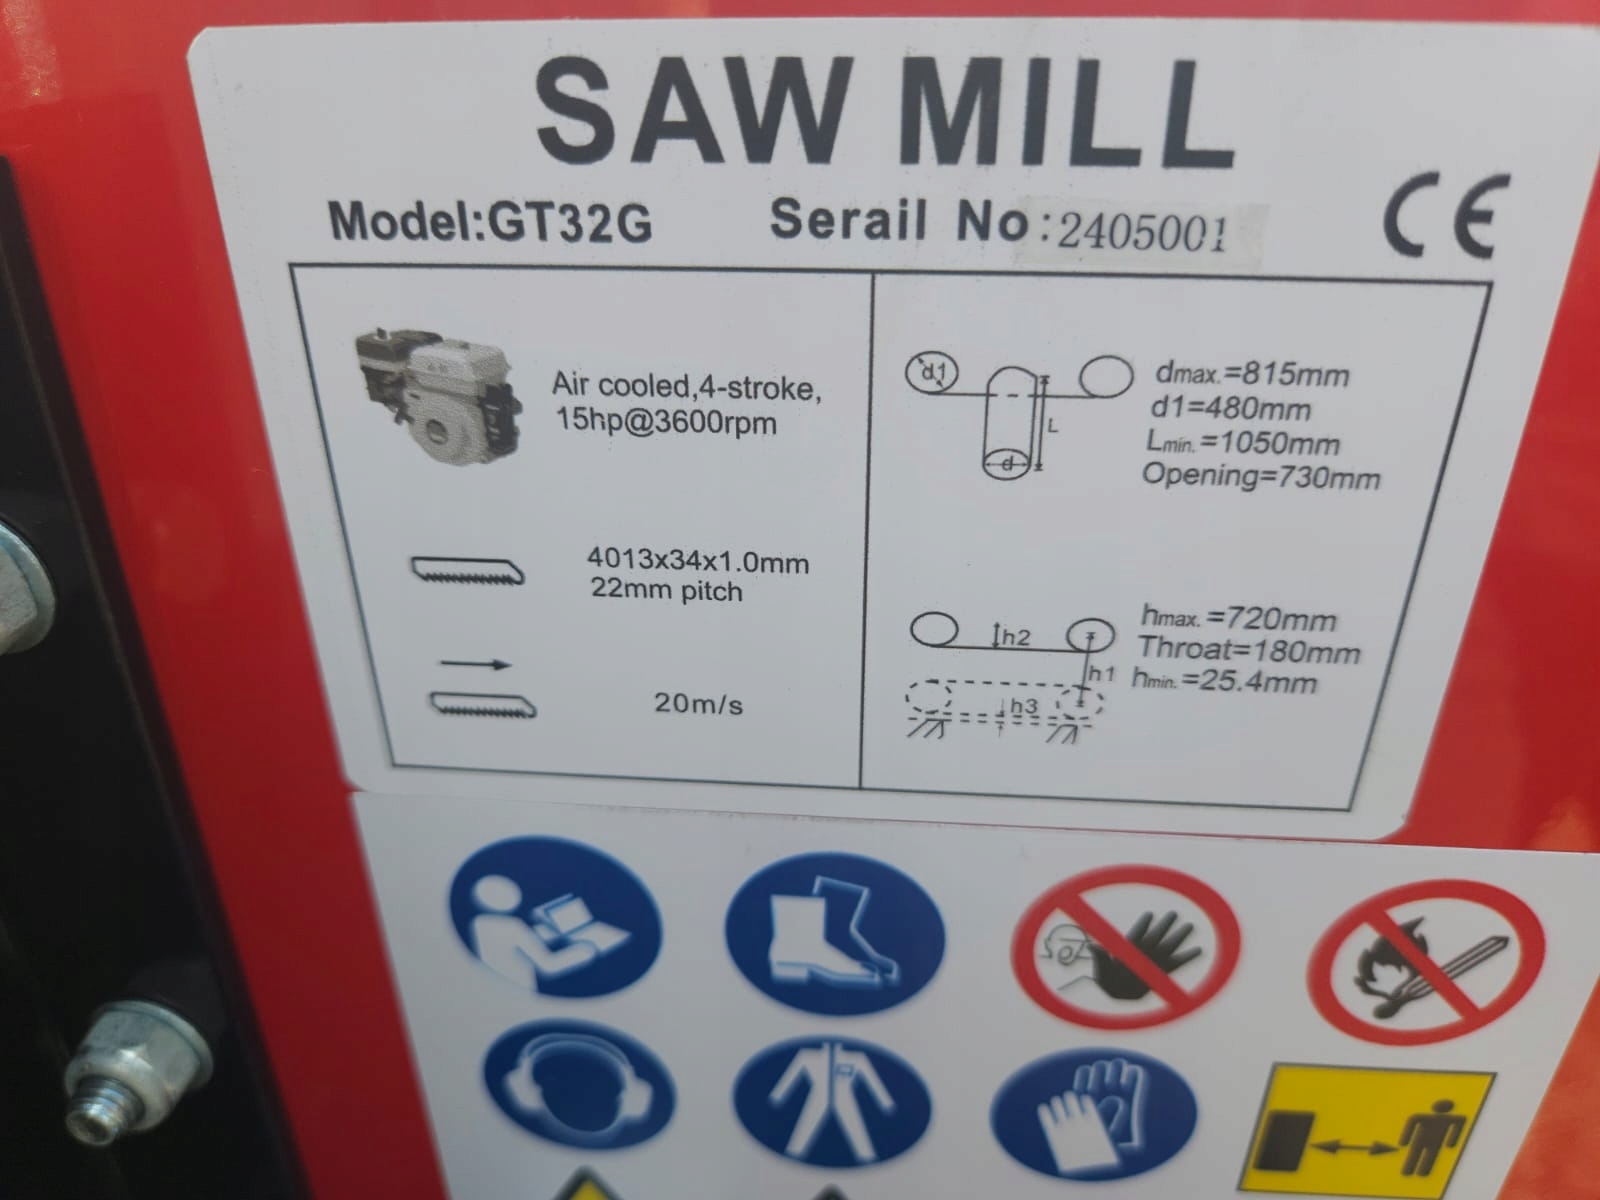 SAW MILL
Model:GT32G
Serail No:2405001
CE
Air cooled,4-stroke,
15hp@3600rpm
4013x34x1.0mm
22mm pitch
20m/s
d1
L
d
dmax.=815mm
d1=480mm
Lmin.=1050mm
Opening=730mm
h2
h1
h3
hmax.=720mm
Throat=180mm
hmin.=25.4mm